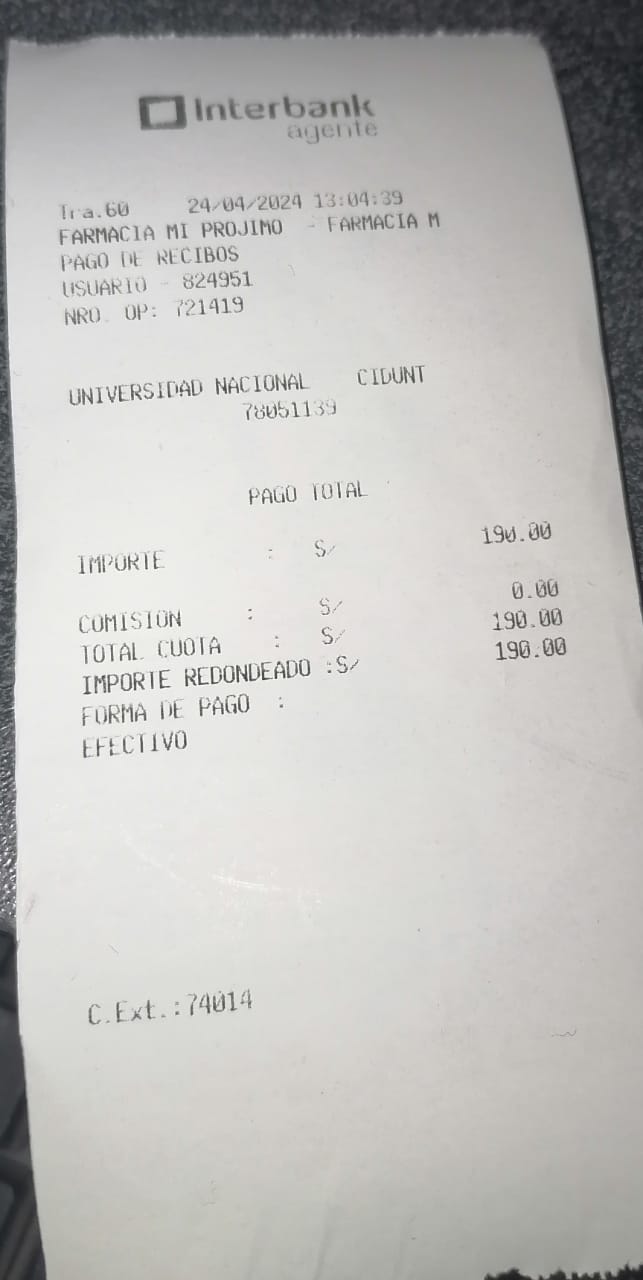 Interbank
agente
Tra.60 24/04/2024 13:04:39
FARMACIA MI PROJIMO - FARMACIA M
PAGO DE RECIBOS
USUARIO - 824951
NRO. OP: 721419
UNIVERSIDAD NACIONAL CIDUNT
78051139
PAGO TOTAL
IMPORTE : S/ 190.00
COMISION : S/ 0.00
TOTAL CUOTA : S/ 190.00
IMPORTE REDONDEADO :S/ 190.00
FORMA DE PAGO :
EFECTIVO
C.Ext.:74014